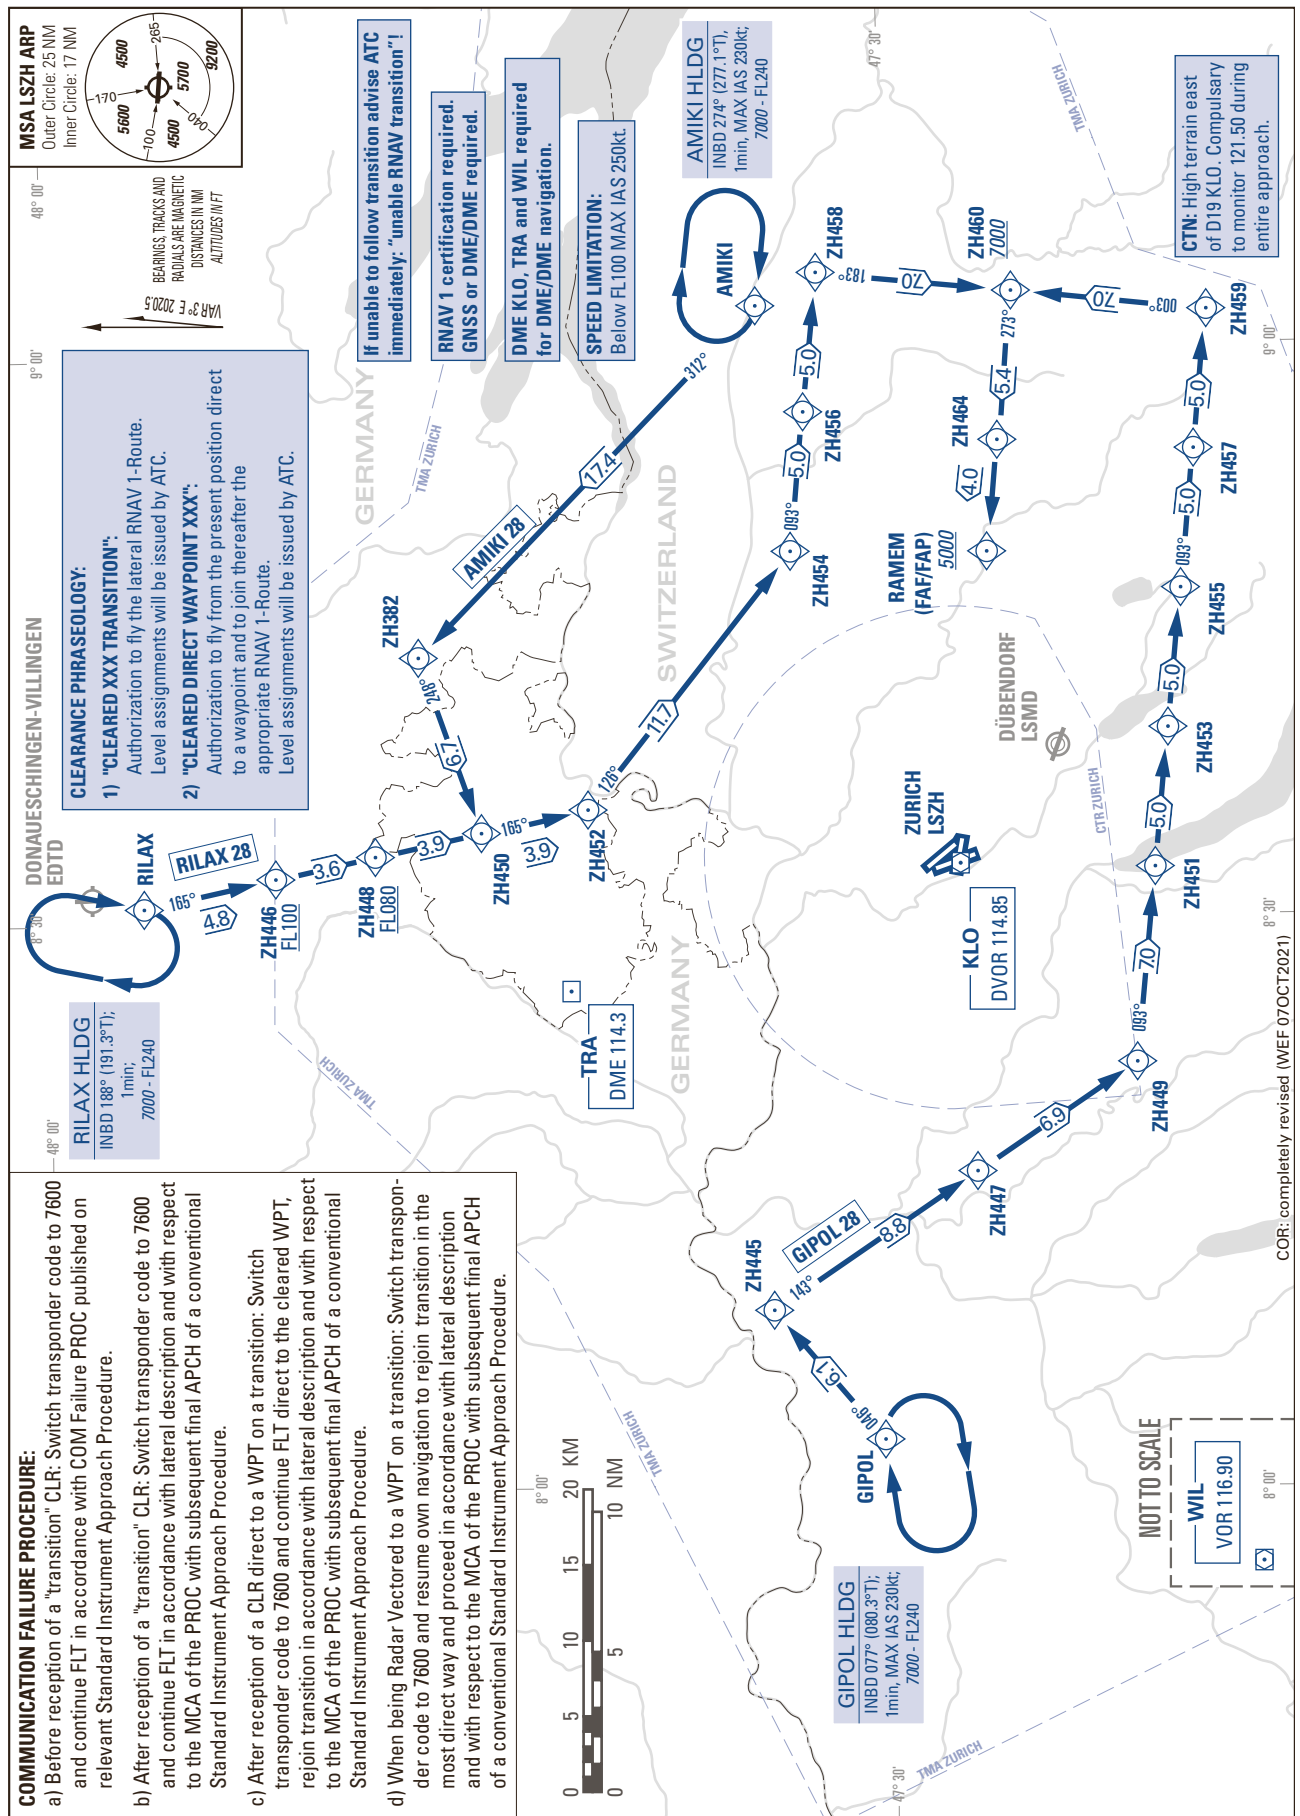 COMMUNICATION FAILURE PROCEDURE:
a) Before reception of a "transition" CLR: Switch transponder code to 7600
and continue FLT in accordance with COM Failure PROC published on
relevant Standard Instrument Approach Procedure.
b) After reception of a "transition" CLR: Switch transponder code to 7600
and continue FLT in accordance with lateral description and with respect
to the MCA of the PROC with subsequent final APCH of a conventional
Standard Instrument Approach Procedure.
c) After reception of a CLR direct to a WPT on a transition: Switch
transponder code to 7600 and continue FLT direct to the cleared WPT,
rejoin transition in accordance with lateral description and with respect
to the MCA of the PROC with subsequent final APCH of a conventional
Standard Instrument Approach Procedure.
d) When being Radar Vectored to a WPT on a transition: Switch transpon-
der code to 7600 and resume own navigation to rejoin transition in the
most direct way and proceed in accordance with lateral description
and with respect to the MCA of the PROC with subsequent final APCH
of a conventional Standard Instrument Approach Procedure.
0 5 10 15 20 KM
0 5 10 NM
48° 00'
RILAX HLDG
INBD 188° (191.3°T);
1min;
7000 - FL240
8° 30'
DONAUESCHINGEN-VILLINGEN
EDTD
RILAX
165°
4.8
RILAX 28
ZH446
FL100
3.6
ZH448
FL080
3.9
ZH450
165°
3.9
ZH452
CLEARANCE PHRASEOLOGY:
1) "CLEARED XXX TRANSITION":
Authorization to fly the lateral RNAV 1-Route.
Level assignments will be issued by ATC.
2) "CLEARED DIRECT WAYPOINT XXX":
Authorization to fly from the present position direct
to a waypoint and to join thereafter the
appropriate RNAV 1-Route.
Level assignments will be issued by ATC.
9° 00'
VAR 3° E 2020.5
BEARINGS, TRACKS AND
RADIALS ARE MAGNETIC
DISTANCES IN NM
ALTITUDES IN FT
48° 00'
MSA LSZH ARP
Outer Circle: 25 NM
Inner Circle: 17 NM
100
170
265
040
5600
4500
4500
5700
9200
GERMANY
TMA ZURICH
If unable to follow transition advise ATC
immediately: "unable RNAV transition"!
RNAV 1 certification required.
GNSS or DME/DME required.
DME KLO, TRA and WIL required
for DME/DME navigation.
SPEED LIMITATION:
Below FL100 MAX IAS 250kt.
AMIKI HLDG
INBD 274° (277.1°T),
1min, MAX IAS 230kt;
7000 - FL240
AMIKI
312°
17.4
AMIKI 28
ZH382
248°
6.7
126°
11.7
SWITZERLAND
ZH454
093°
5.0
ZH456
5.0
ZH458
183°
7.0
ZH460
7000
273°
5.4
ZH464
4.0
RAMEM
(FAF/FAP)
5000
47° 30'
TMA ZURICH
CTN: High terrain east
of D19 KLO. Compulsary
to monitor 121.50 during
entire approach.
003°
7.0
ZH459
5.0
ZH457
5.0
093°
ZH455
5.0
ZH453
5.0
ZH451
7.0
093°
ZH449
9° 00'
DÜBENDORF
LSMD
ZURICH
LSZH
CTR ZURICH
KLO
DVOR 114.85
8° 30'
TRA
DME 114.3
GERMANY
TMA ZURICH
6.9
ZH447
8.8
GIPOL 28
143°
ZH445
6.1
046°
GIPOL
TMA ZURICH
8° 00'
GIPOL HLDG
INBD 077° (080.3°T);
1min, MAX IAS 230kt;
7000 - FL240
47° 30'
TMA ZURICH
NOT TO SCALE
WIL
VOR 116.90
8° 00'
COR: completely revised (WEF 07OCT2021)